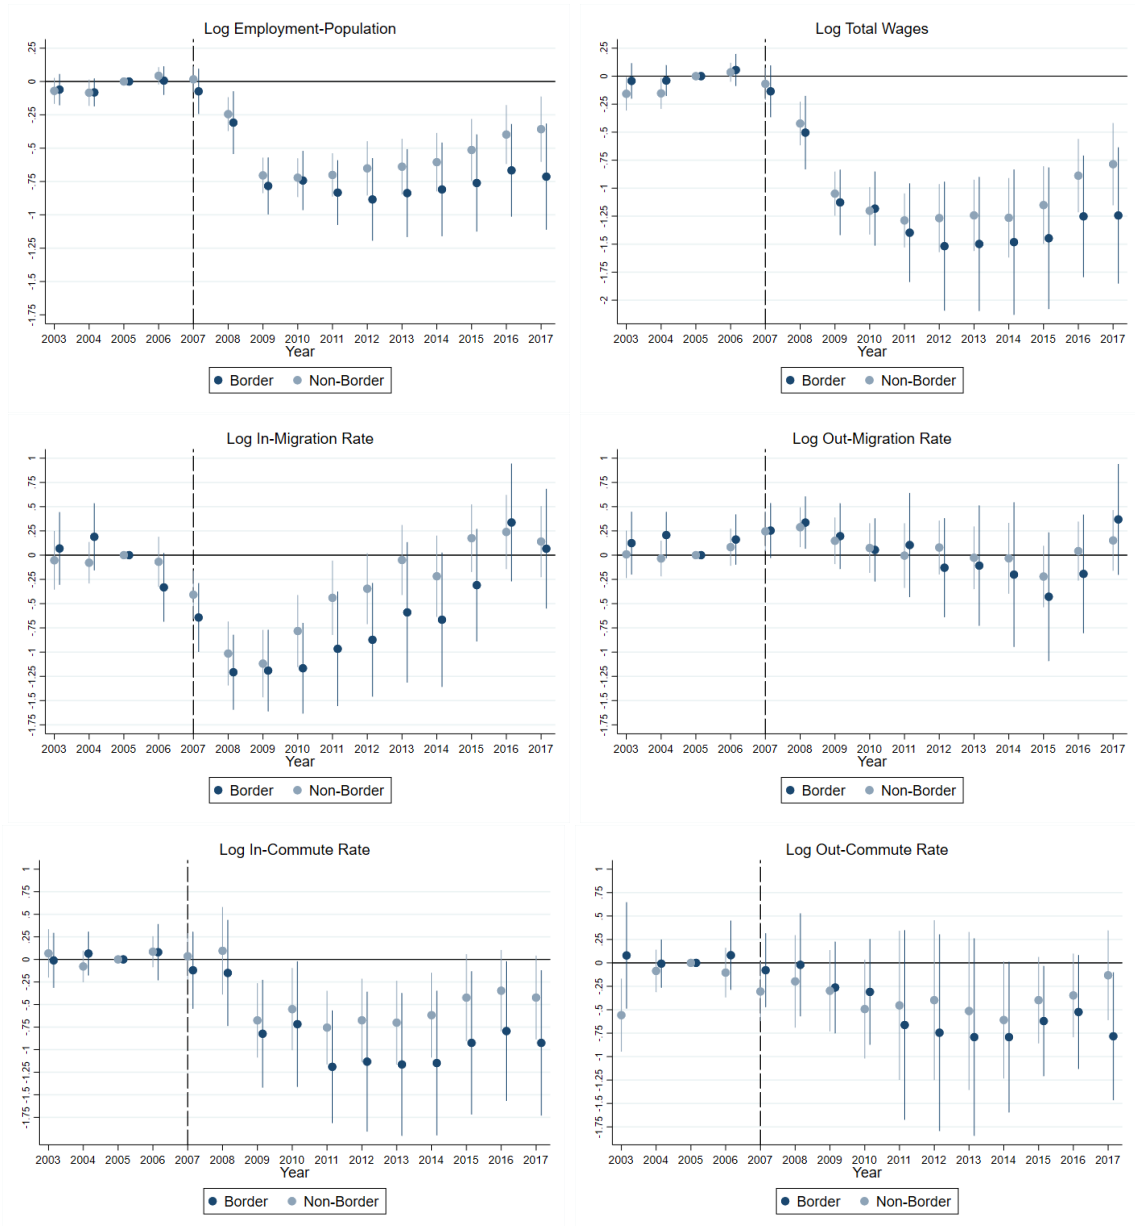 Log Employment-Population
.25
0
-.25
-.5
-.75
-1
-1.25
-1.5
-1.75
2003 2004 2005 2006 2007 2008 2009 2010 2011 2012 2013 2014 2015 2016 2017
Year
Border Non-Border
Log Total Wages
.25
0
-.25
-.5
-.75
-1
-1.25
-1.5
-1.75
-2
2003 2004 2005 2006 2007 2008 2009 2010 2011 2012 2013 2014 2015 2016 2017
Year
Border Non-Border
Log In-Migration Rate
1
.75
.5
.25
0
-.25
-.5
-.75
-1
-1.25
-1.5
-1.75
2003 2004 2005 2006 2007 2008 2009 2010 2011 2012 2013 2014 2015 2016 2017
Year
Border Non-Border
Log Out-Migration Rate
1
.75
.5
.25
0
-.25
-.5
-.75
-1
-1.25
-1.5
-1.75
2003 2004 2005 2006 2007 2008 2009 2010 2011 2012 2013 2014 2015 2016 2017
Year
Border Non-Border
Log In-Commute Rate
1
.75
.5
.25
0
-.25
-.5
-.75
-1
-1.25
-1.5
-1.75
2003 2004 2005 2006 2007 2008 2009 2010 2011 2012 2013 2014 2015 2016 2017
Year
Border Non-Border
Log Out-Commute Rate
1
.75
.5
.25
0
-.25
-.5
-.75
-1
-1.25
-1.5
-1.75
2003 2004 2005 2006 2007 2008 2009 2010 2011 2012 2013 2014 2015 2016 2017
Year
Border Non-Border